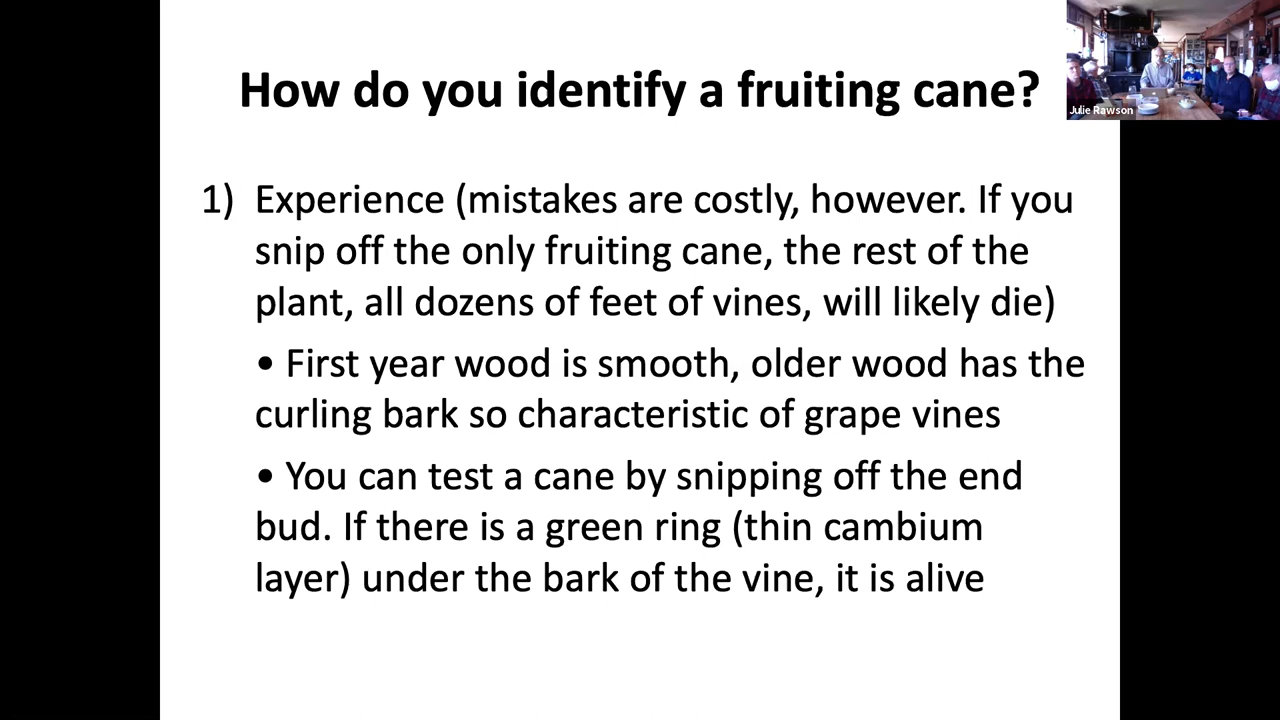 How do you identify a fruiting cane?
Julie Rawson
1) Experience (mistakes are costly, however. If you
snip off the only fruiting cane, the rest of the
plant, all dozens of feet of vines, will likely die)
• First year wood is smooth, older wood has the
curling bark so characteristic of grape vines
• You can test a cane by snipping off the end
bud. If there is a green ring (thin cambium
layer) under the bark of the vine, it is alive